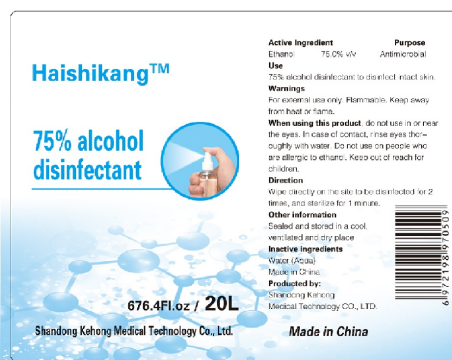 Haishikang™
75% alcohol
disinfectant
676.4Fl.oz / 20L
Shandong Kehong Medical Technology Co., Ltd.
Active Ingredient Purpose
Ethanol 75.0% v/v Antimicrobial
Use
75% alcohol disinfectant to disinfect intact skin.
Warnings
For external use only. Flammable. Keep away
from heat or flame.
When using this product, do not use in or near
the eyes. In case of contact, rinse eyes thor-
oughly with water. Do not use on people who
are allergic to ethanol. Keep out of reach for
children.
Direction
Wipe directly on the site to be disinfected for 2
times, and sterilize for 1 minute.
Other information
Sealed and stored in a cool,
ventilated and dry place
Inactive ingredients
Water (Aqua)
Made in China
Producted by:
Shandong Kehong
Medical Technology CO., LTD.
Made in China
6972198970509